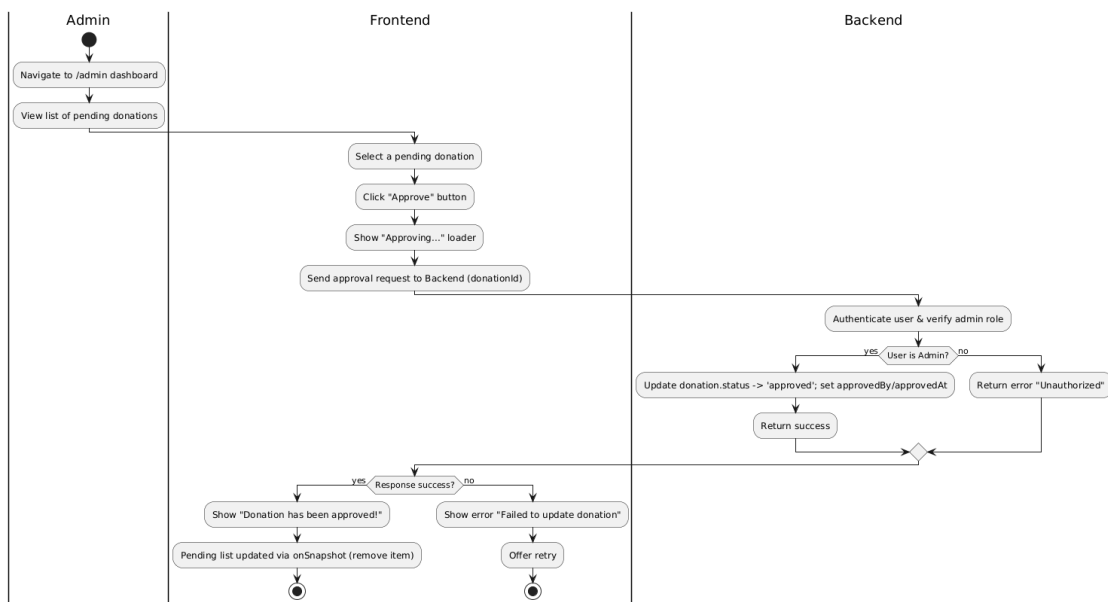 Admin
Frontend
Backend
Navigate to /admin dashboard
View list of pending donations
Select a pending donation
Click "Approve" button
Show "Approving..." loader
Send approval request to Backend (donationId)
Authenticate user & verify admin role
yes
User is Admin?
no
Update donation.status -> 'approved'; set approvedBy/approvedAt
Return error "Unauthorized"
Return success
yes
Response success?
no
Show "Donation has been approved!"
Show error "Failed to update donation"
Pending list updated via onSnapshot (remove item)
Offer retry